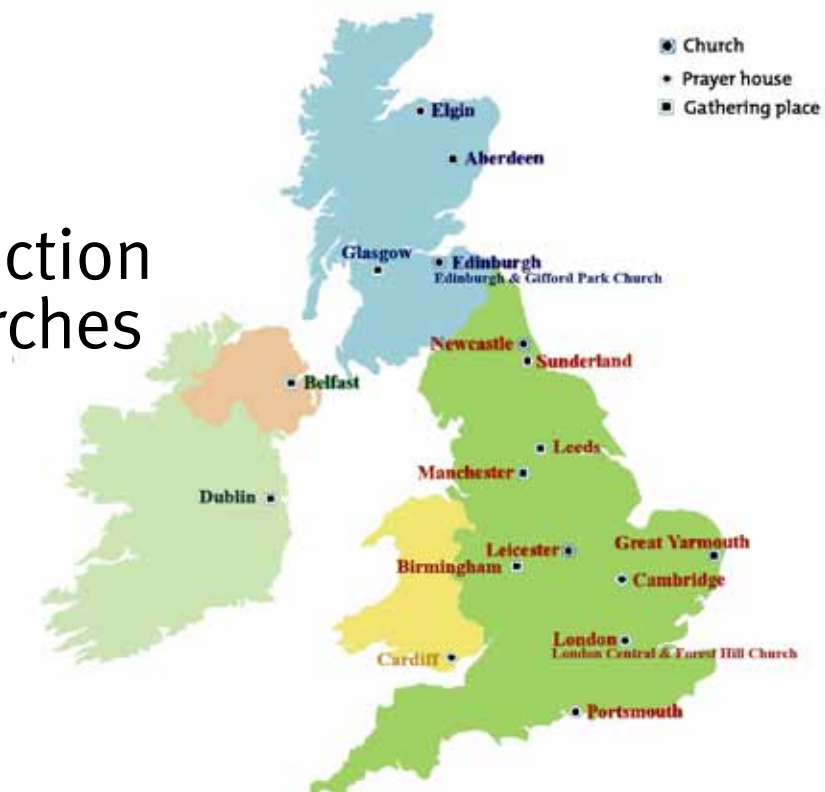 Church
Prayer house
Gathering place
Elgin
Aberdeen
Glasgow
Edinburgh
Edinburgh & Gifford Park Church
ction
rches
Newcastle
Sunderland
Belfast
Leeds
Manchester
Dublin
Great Yarmouth
Leicester
Birmingham
Cambridge
London
London Central & Forest Hill Church
Cardiff
Portsmouth